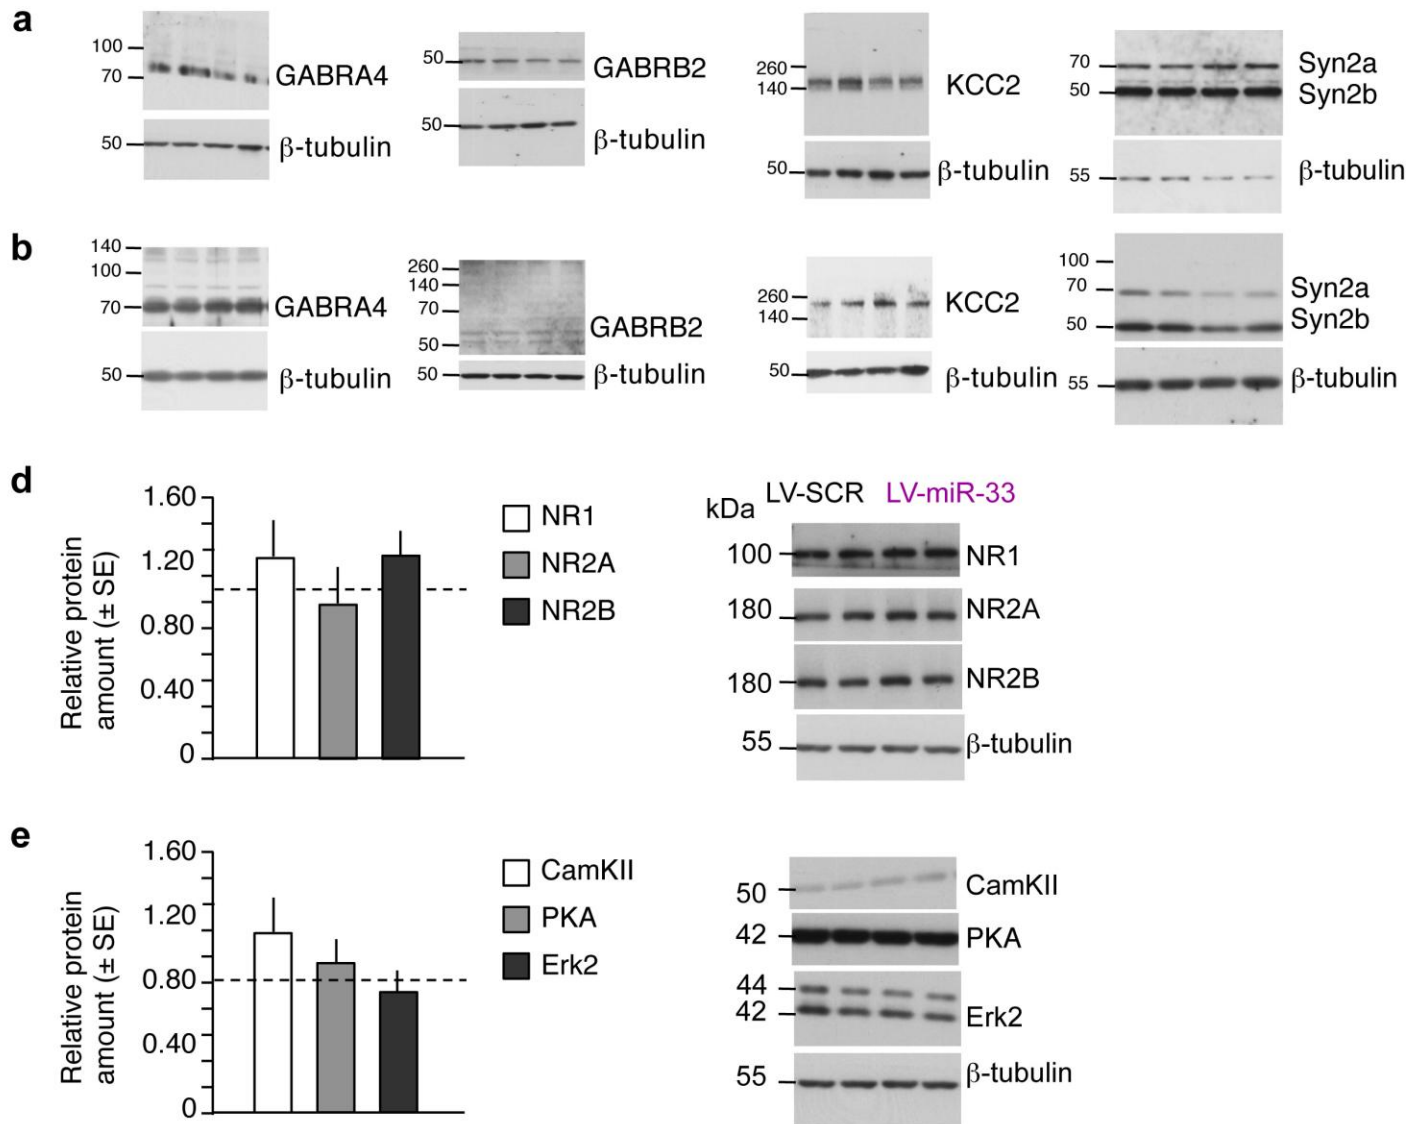 a
100
70
GABRA4
50
β-tubulin
50
GABRB2
50
β-tubulin
260
140
KCC2
50
β-tubulin
70
50
Syn2a
Syn2b
55
β-tubulin
b
140
100
70
GABRA4
50
β-tubulin
260
140
70
50
GABRB2
50
β-tubulin
260
140
KCC2
50
β-tubulin
100
70
50
Syn2a
Syn2b
55
β-tubulin
d
Relative protein
amount (± SE)
1.60
1.20
0.80
0.40
0
NR1
NR2A
NR2B
kDa
LV-SCR LV-miR-33
100
NR1
180
NR2A
180
NR2B
55
β-tubulin
e
Relative protein
amount (± SE)
1.60
1.20
0.80
0.40
0
CamKII
PKA
Erk2
50
CamKII
42
PKA
44
42
Erk2
55
β-tubulin